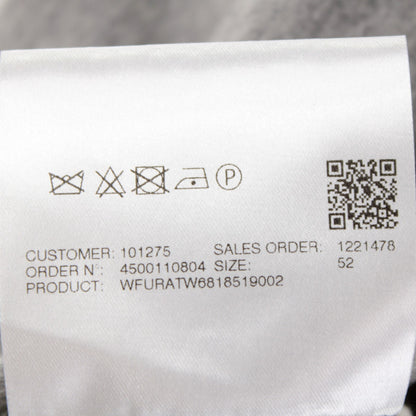 P
CUSTOMER: 101275 SALES ORDER: 1221478
ORDER N°: 4500110804 SIZE: 52
PRODUCT: WFURATW6818519002